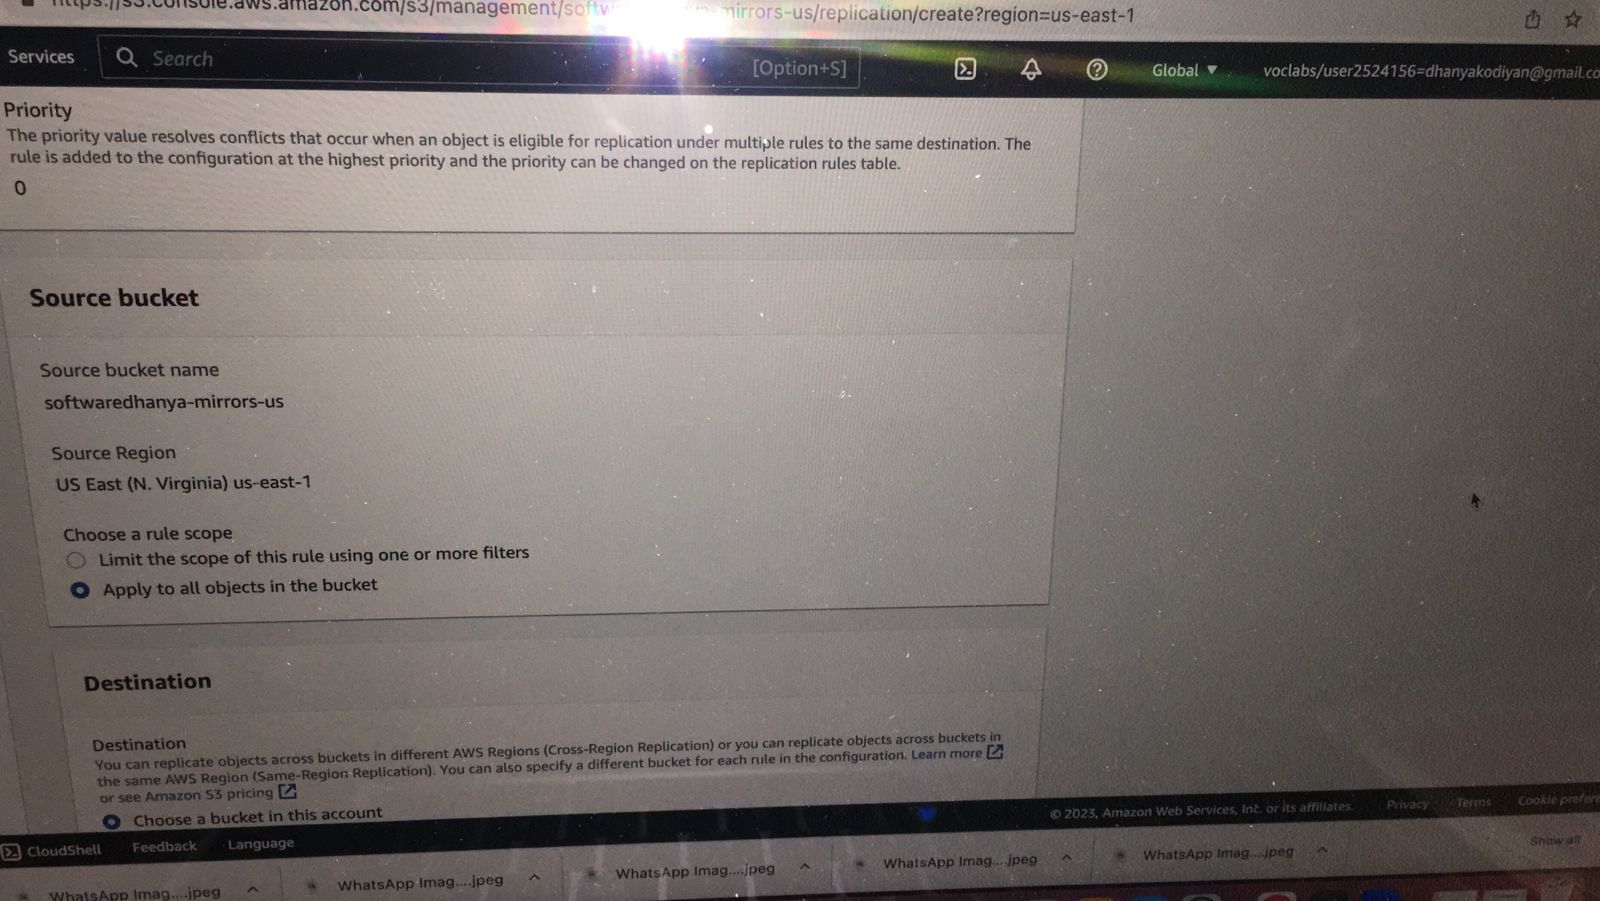 https://s3.console.aws.amazon.com/s3/management/softw mirrors-us/replication/create?region=us-east-1
Services
Search
[Option+S]
Global
voclabs/user2524156=dhanyakodiyan@gmail.co
Priority
The priority value resolves conflicts that occur when an object is eligible for replication under multiple rules to the same destination. The
rule is added to the configuration at the highest priority and the priority can be changed on the replication rules table.
0
Source bucket
Source bucket name
softwaredhanya-mirrors-us
Source Region
US East (N. Virginia) us-east-1
Choose a rule scope
Limit the scope of this rule using one or more filters
Apply to all objects in the bucket
Destination
Destination
You can replicate objects across buckets in different AWS Regions (Cross-Region Replication) or you can replicate objects across buckets in
the same AWS Region (Same-Region Replication). You can also specify a different bucket for each rule in the configuration. Learn more
or see Amazon S3 pricing
Choose a bucket in this account
© 2023, Amazon Web Services, Inc. or its affiliates.
Privacy
Terms
Cookie prefere
CloudShell
Feedback
Language
WhatsApp Imag....jpeg
WhatsApp Imag....jpeg
WhatsApp Imag....jpeg
WhatsApp Imag....jpeg
WhatsApp Imag....jpeg
Show all